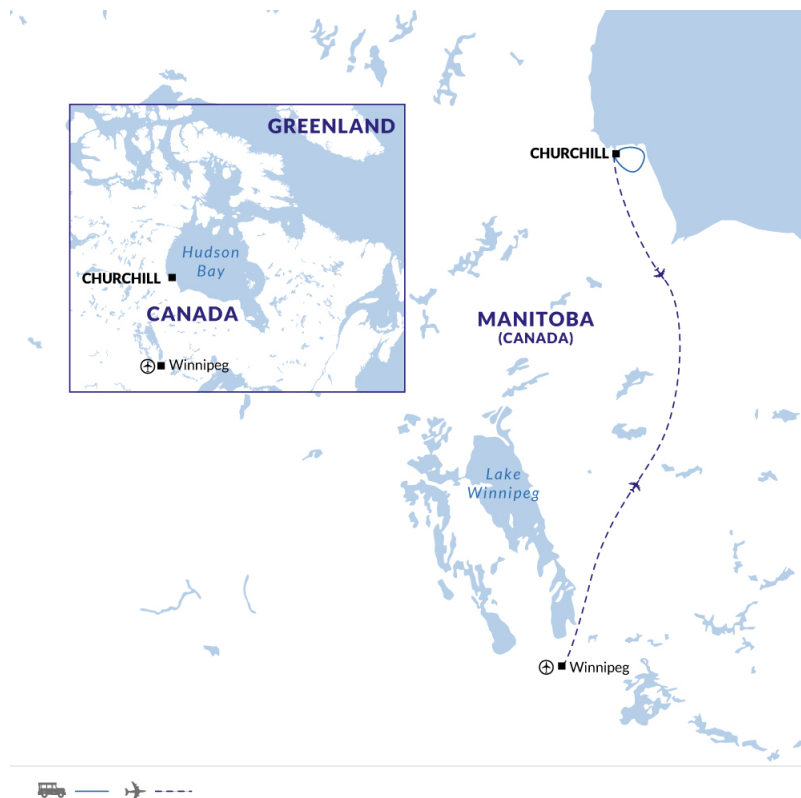 GREENLAND
Hudson
Bay
CHURCHILL
CANADA
Winnipeg
CHURCHILL
MANITOBA
(CANADA)
Lake
Winnipeg
Winnipeg